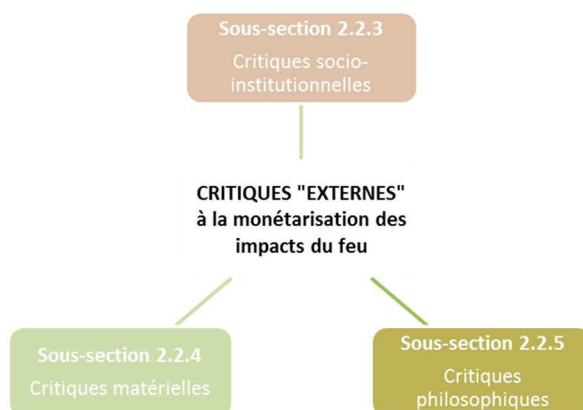 Sous-section 2.2.3
Critiques socio-
institutionnelles
CRITIQUES "EXTERNES"
à la monétarisation des
impacts du feu
Sous-section 2.2.4
Critiques matérielles
Sous-section 2.2.5
Critiques
philosophiques